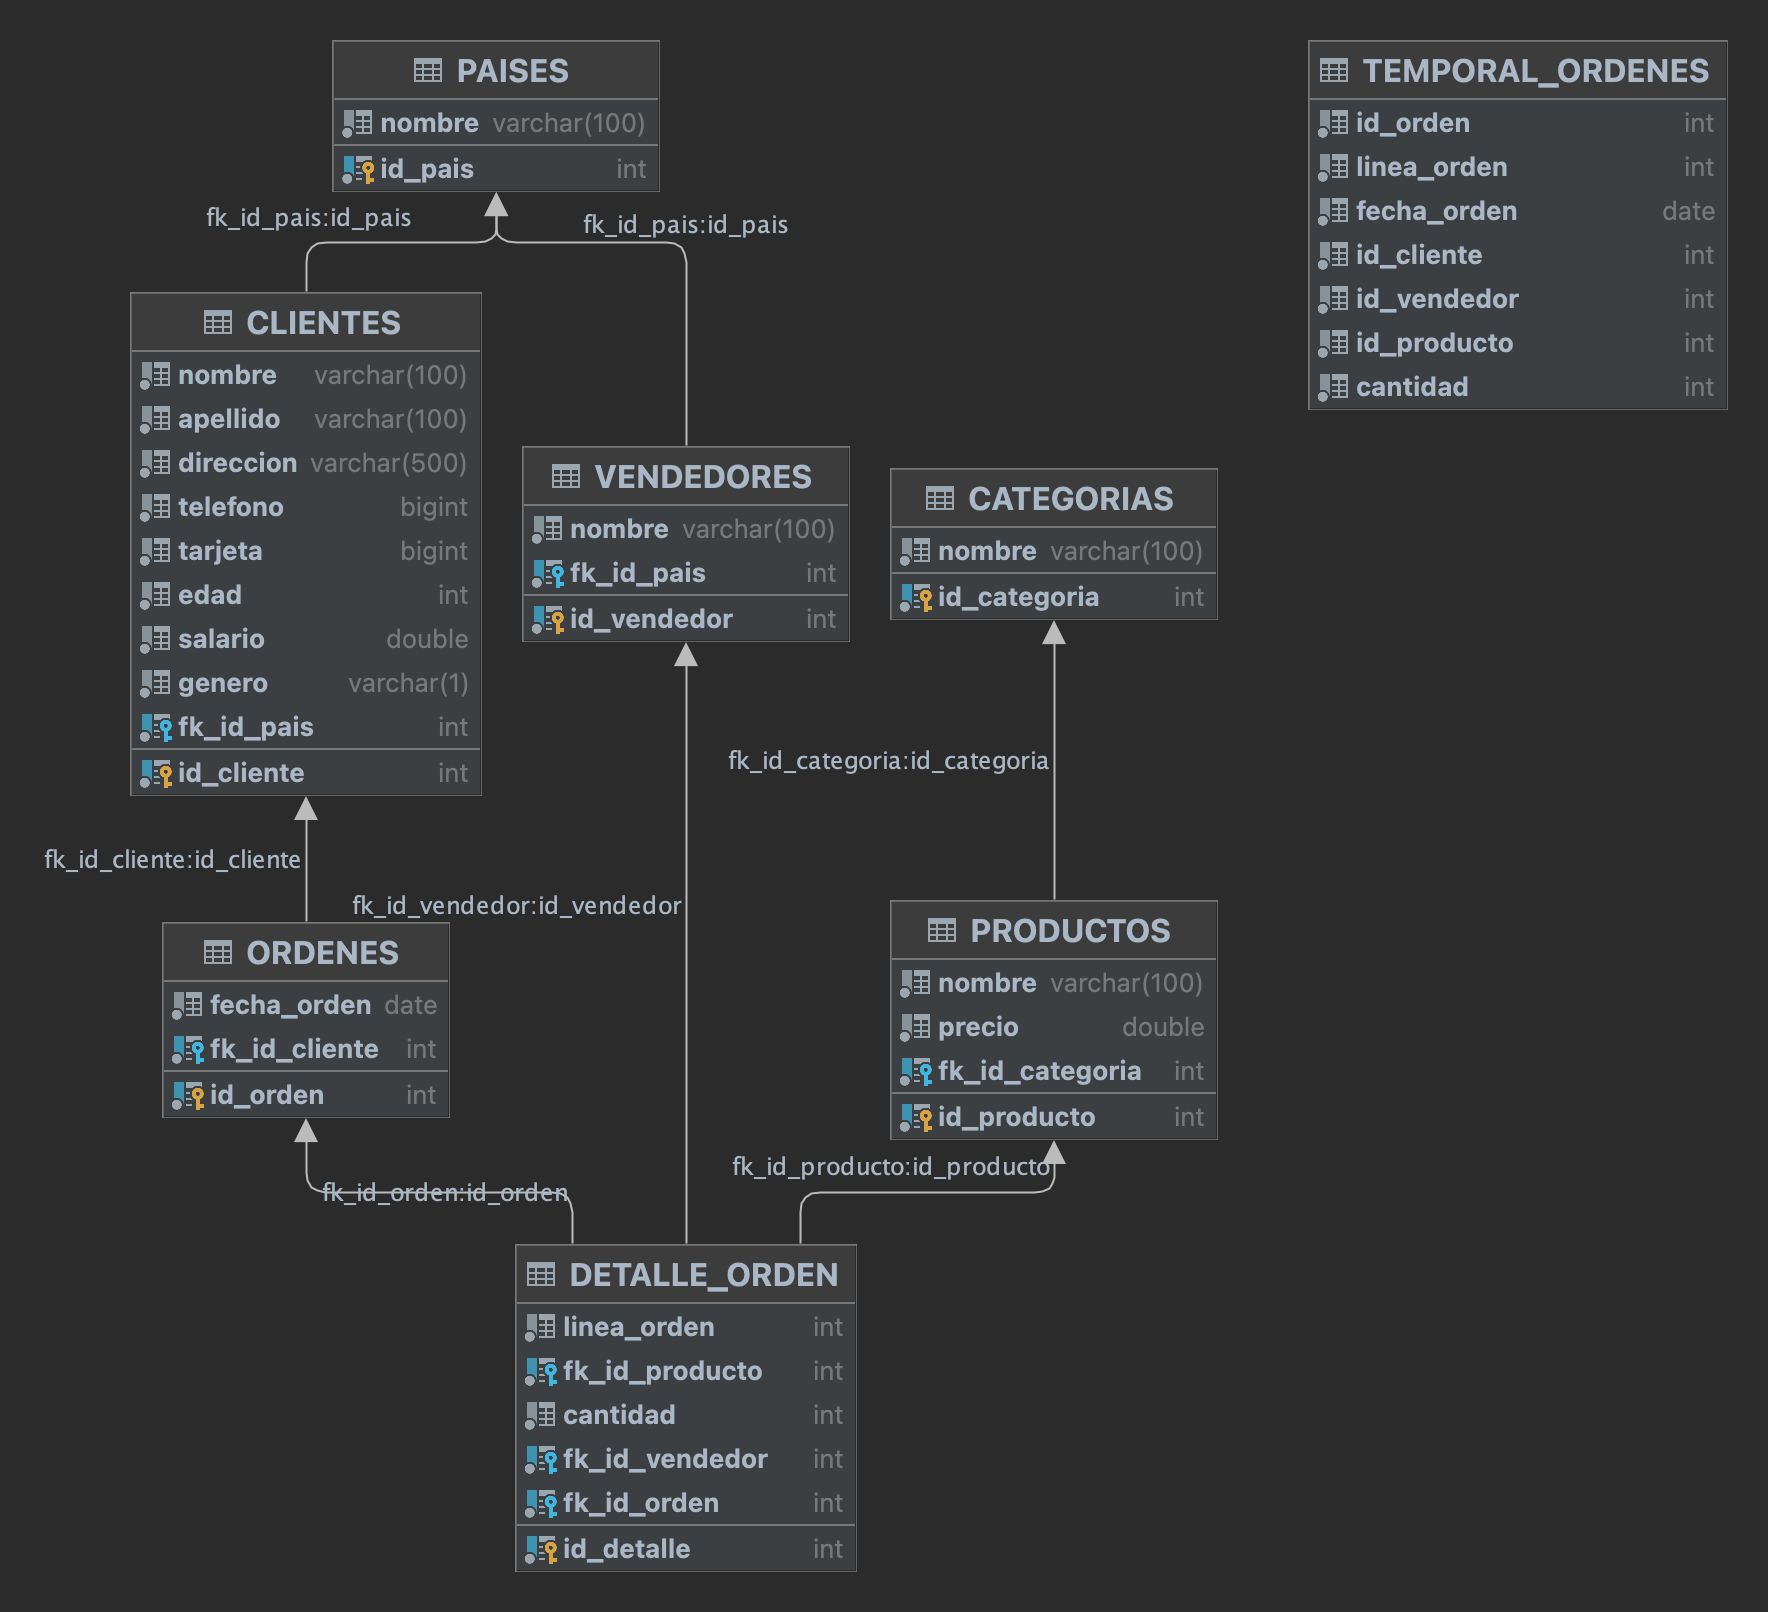 PAISES
nombre varchar(100)
id_pais int
fk_id_pais:id_pais
fk_id_pais:id_pais
CLIENTES
nombre varchar(100)
apellido varchar(100)
direccion varchar(500)
telefono bigint
tarjeta bigint
edad int
salario double
genero varchar(1)
fk_id_pais int
id_cliente int
VENDEDORES
nombre varchar(100)
fk_id_pais int
id_vendedor int
CATEGORIAS
nombre varchar(100)
id_categoria int
TEMPORAL_ORDENES
id_orden int
linea_orden int
fecha_orden date
id_cliente int
id_vendedor int
id_producto int
cantidad int
fk_id_categoria:id_categoria
fk_id_cliente:id_cliente
fk_id_vendedor:id_vendedor
ORDENES
fecha_orden date
fk_id_cliente int
id_orden int
PRODUCTOS
nombre varchar(100)
precio double
fk_id_categoria int
id_producto int
fk_id_orden:id_orden
fk_id_producto:id_producto
DETALLE_ORDEN
linea_orden int
fk_id_producto int
cantidad int
fk_id_vendedor int
fk_id_orden int
id_detalle int